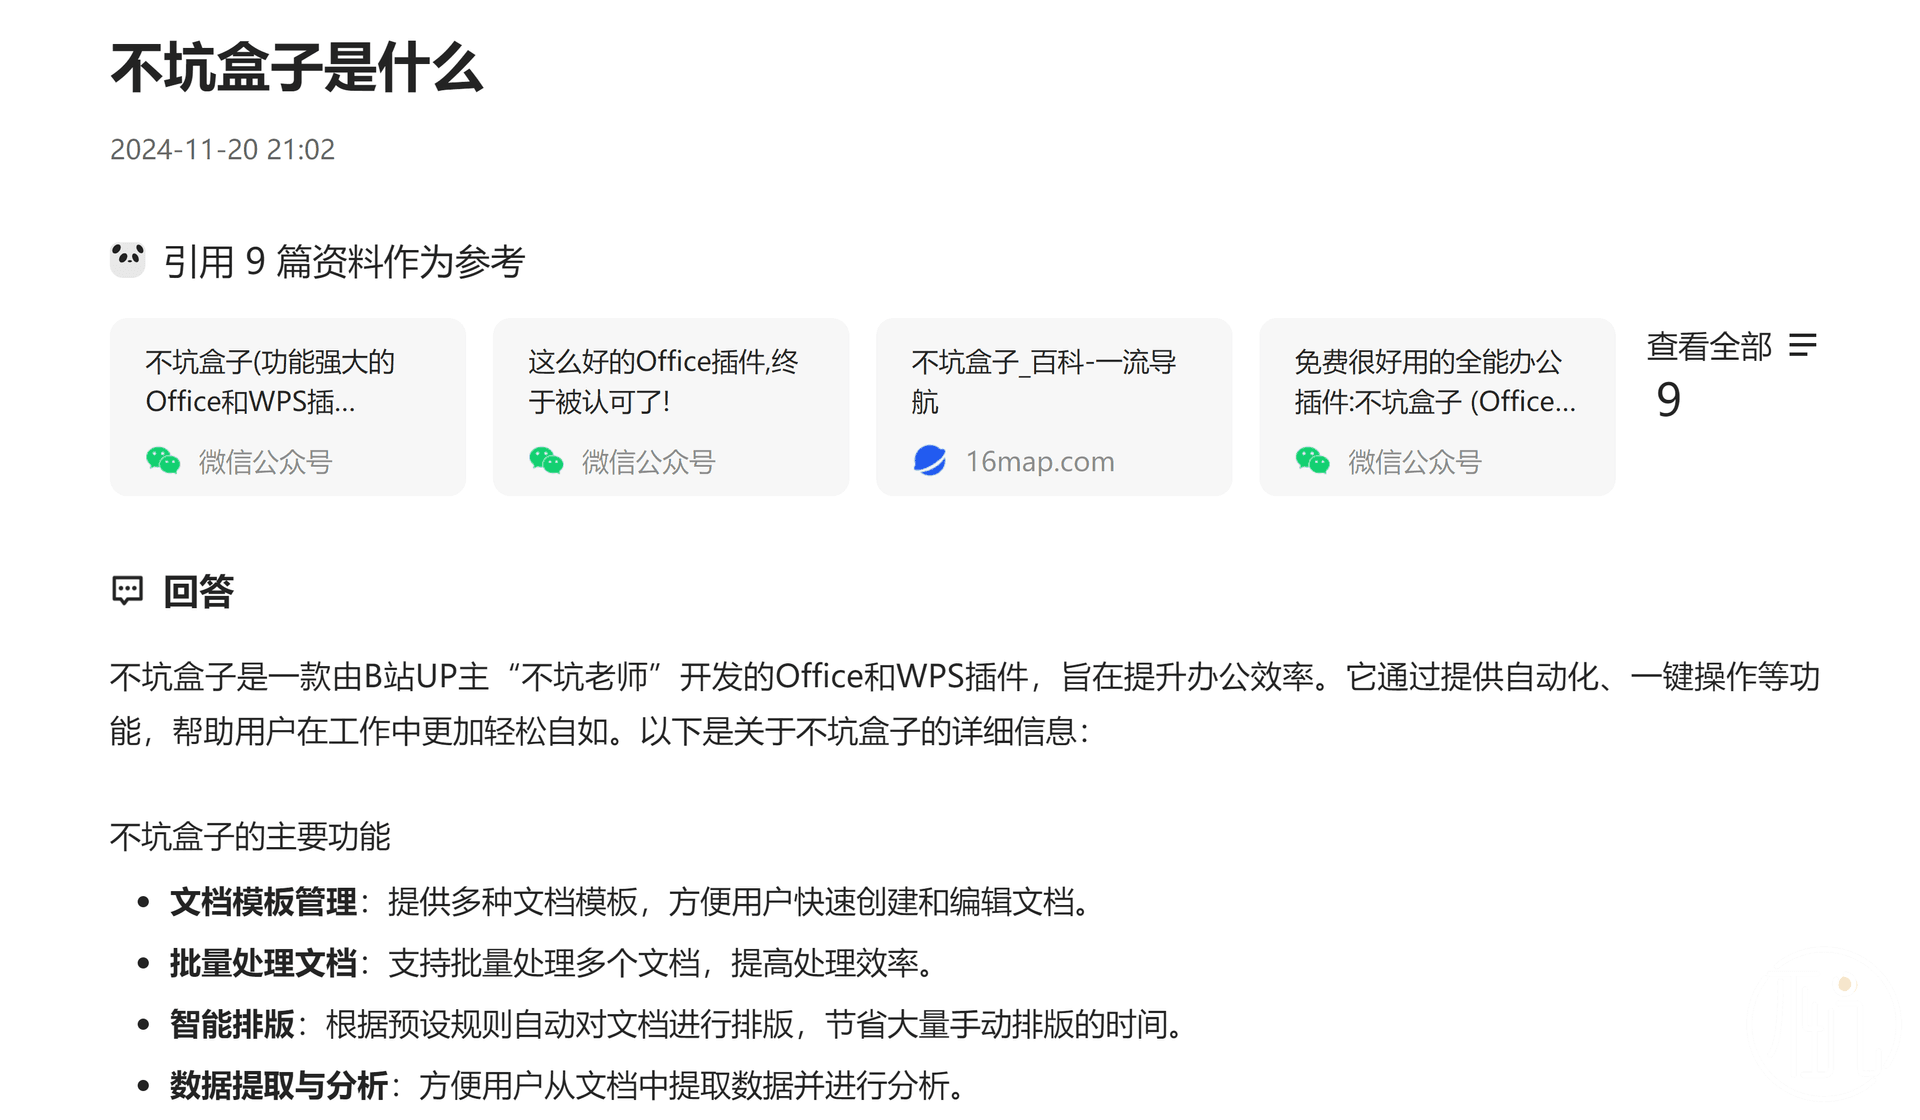 不坑盒子是什么
2024-11-20 21:02
引用 9 篇资料作为参考
不坑盒子(功能强大的
Office和WPS插...
微信公众号
这么好的Office插件,终
于被认可了!
微信公众号
不坑盒子_百科-一流导
航
16map.com
免费很好用的全能办公
插件:不坑盒子 (Office...
微信公众号
查看全部
9
回答
不坑盒子是一款由B站UP主“不坑老师”开发的Office和WPS插件，旨在提升办公效率。它通过提供自动化、一键操作等功
能，帮助用户在工作中更加轻松自如。以下是关于不坑盒子的详细信息：
不坑盒子的主要功能
• 文档模板管理：提供多种文档模板，方便用户快速创建和编辑文档。
• 批量处理文档：支持批量处理多个文档，提高处理效率。
• 智能排版：根据预设规则自动对文档进行排版，节省大量手动排版的时间。
• 数据提取与分析：方便用户从文档中提取数据并进行分析。